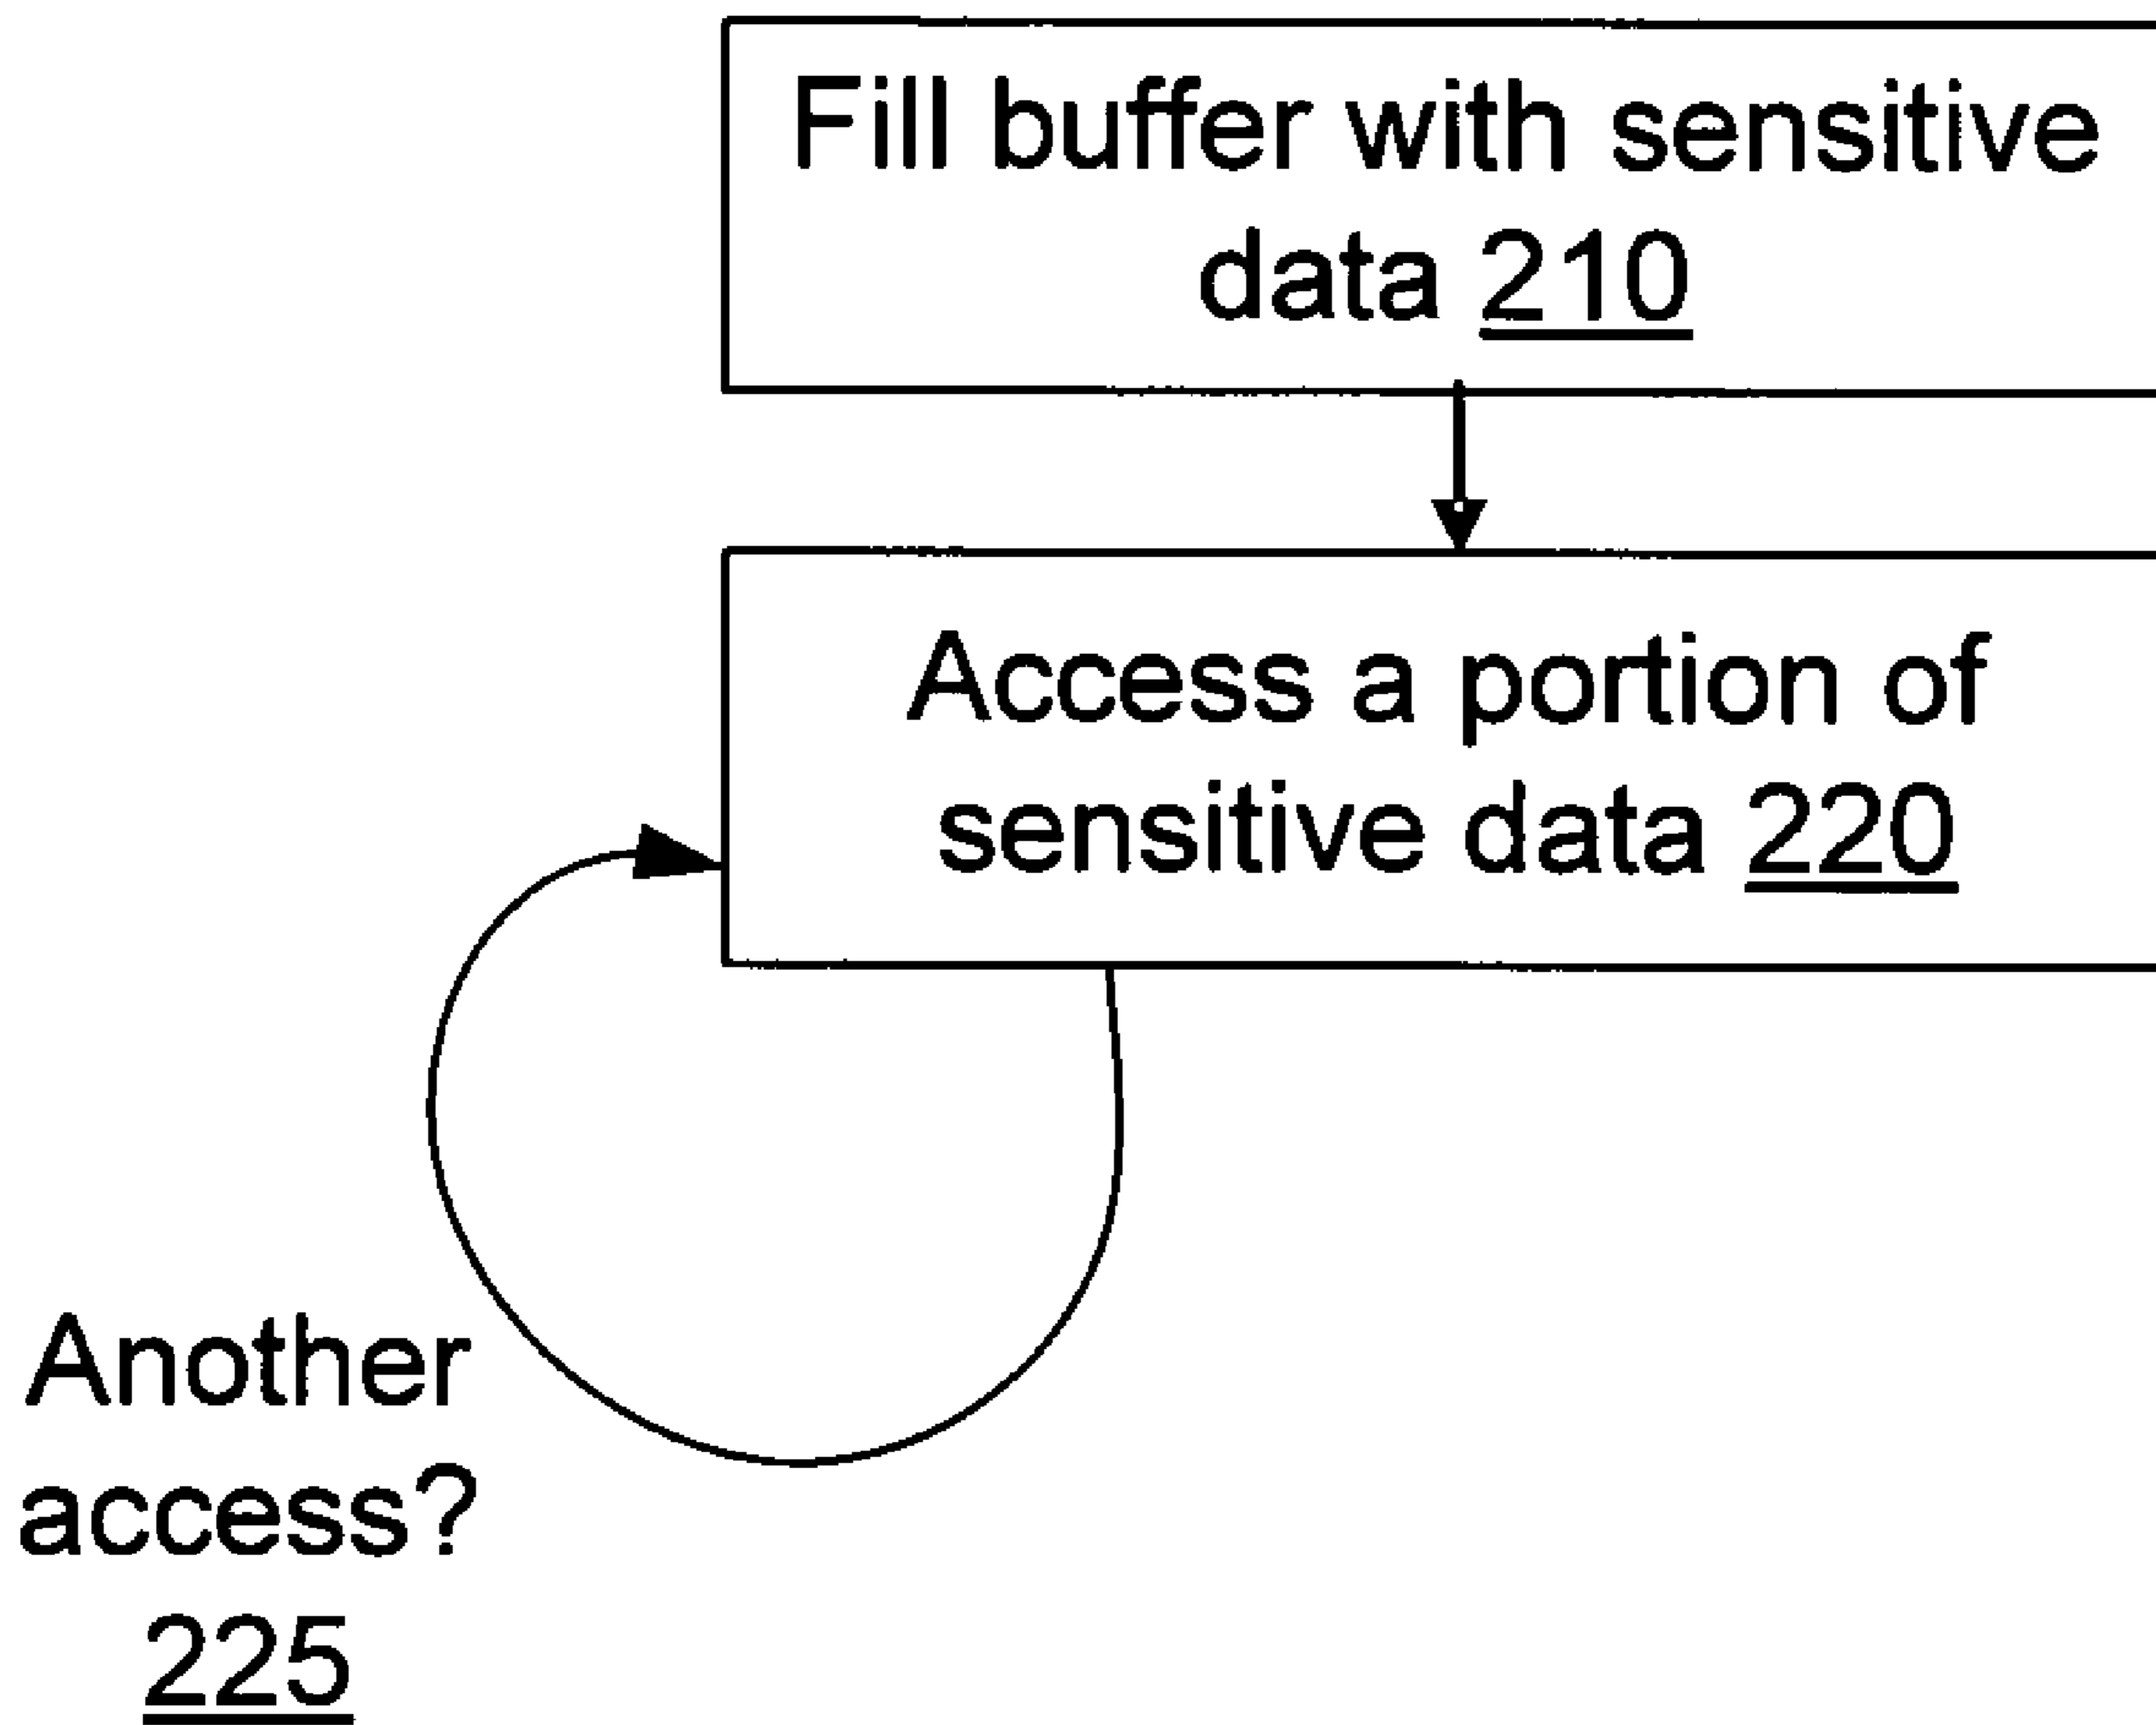 Fill buffer with sensitive
data 210
Access a portion of
sensitive data 220
Another
access?
225